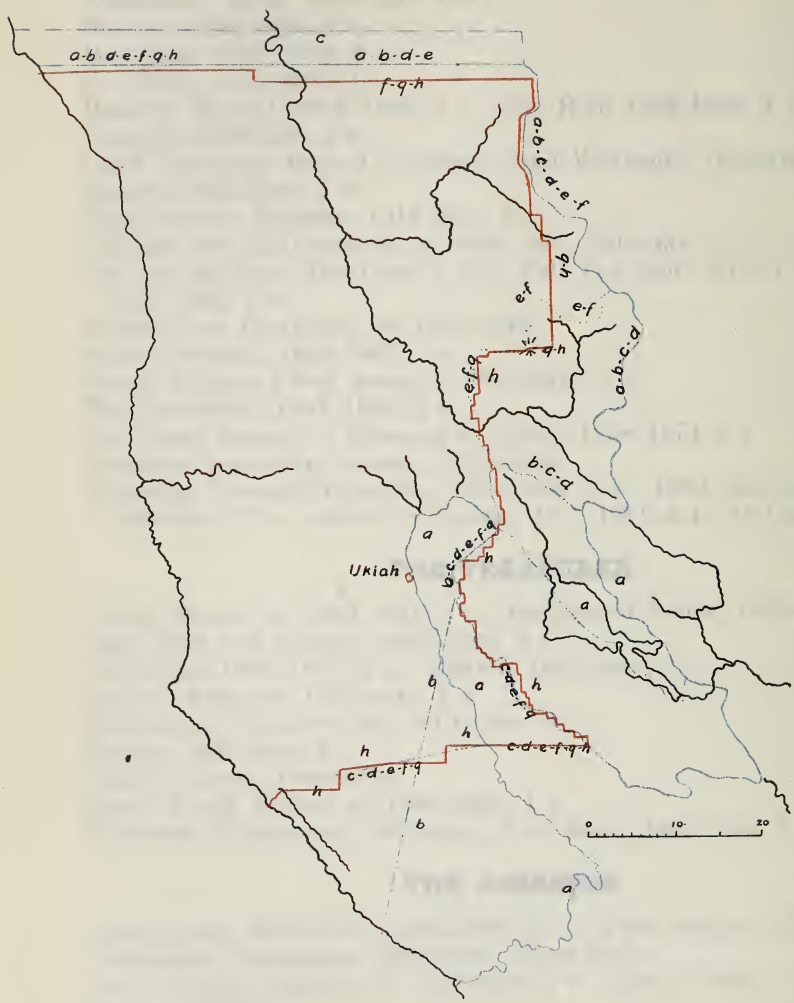 c
a-b-d-e-f-g-h
a-b-d-e
f-g-h
a-b-c-d-e-f
g-h
e-f
e-f
g-h
e-f-g
h
a-b-c-d
b-c-d
a
b-c-d-e-f-g
h
Ukiah
a
a
b
a
c-d-e-f-g
h
h
h
c-d-e-f-g-h
c-d-e-f-g
h
b
0 10 20
a